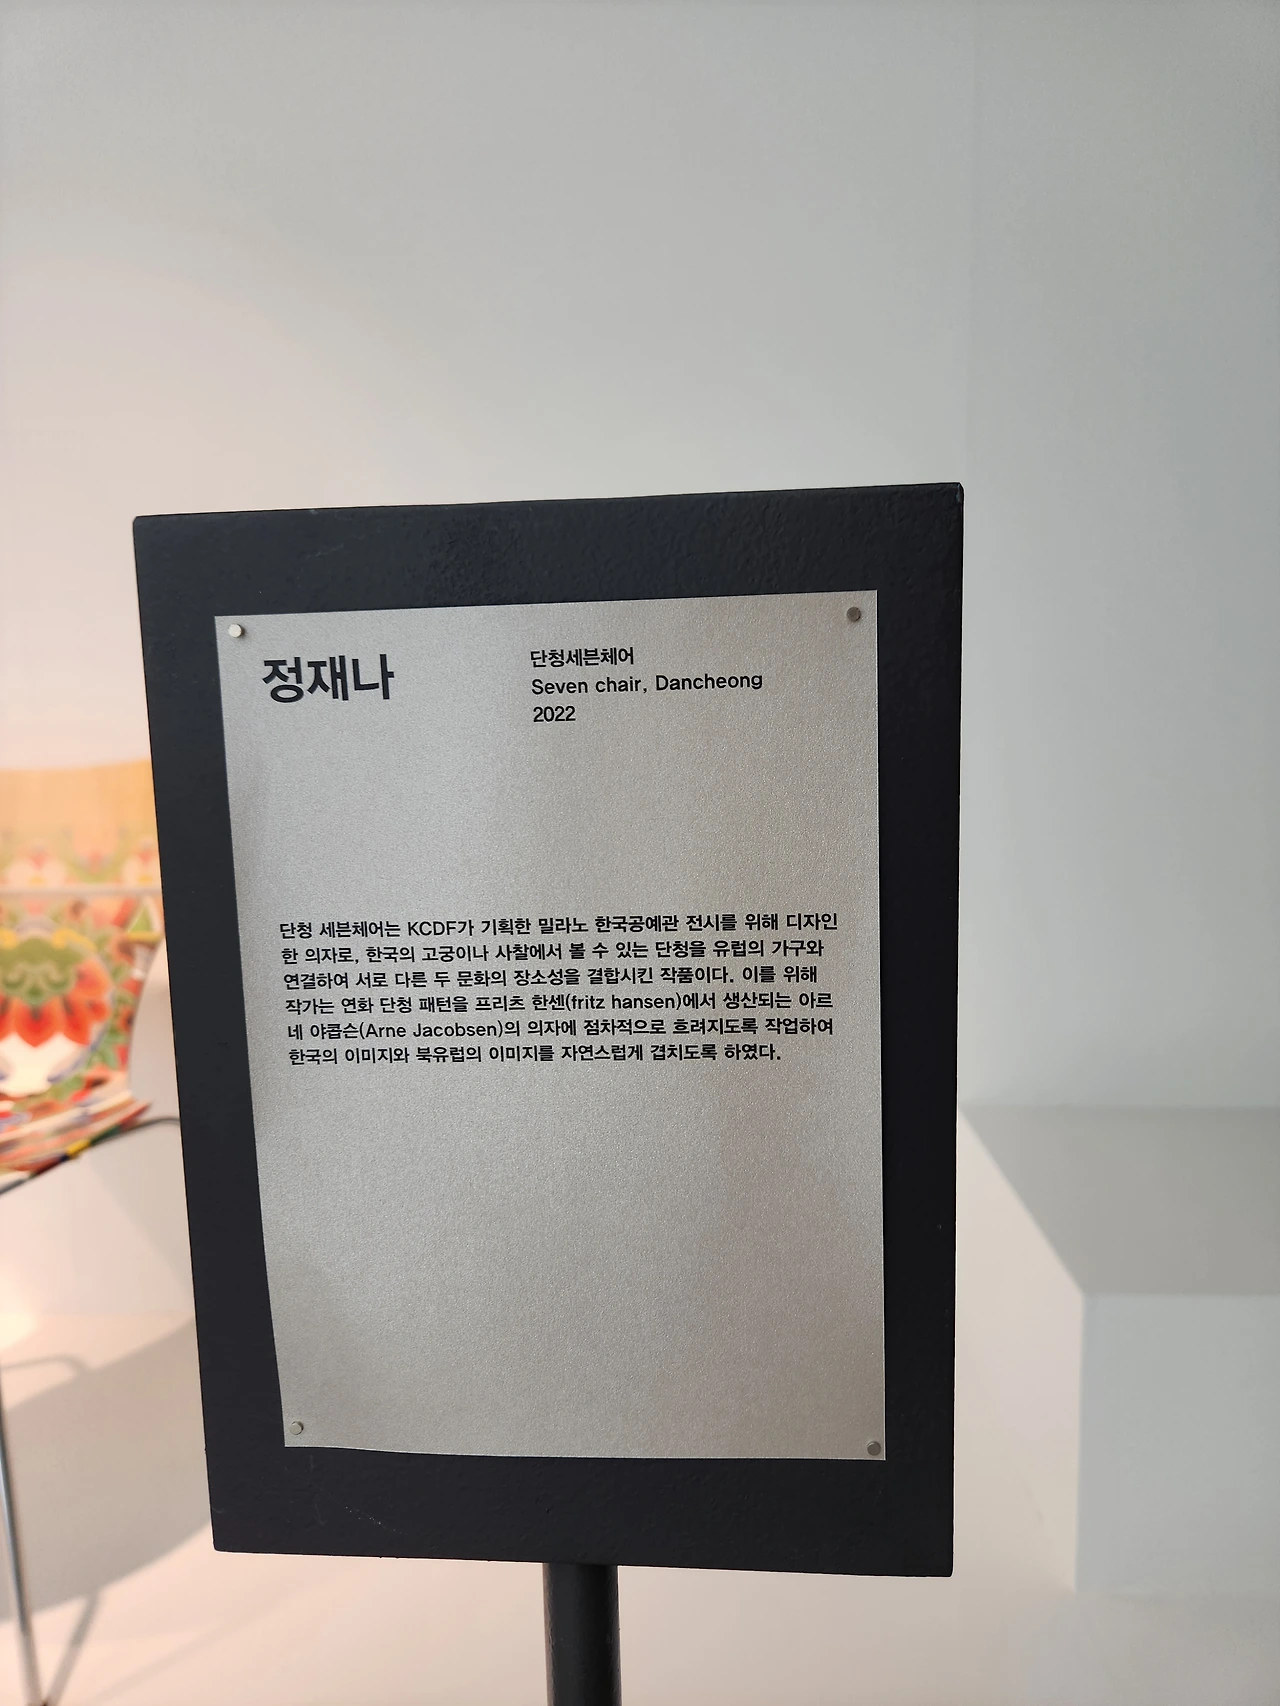 정재나
단청세븐체어
Seven chair, Dancheong
2022
단청 세븐체어는 KCDF가 기획한 밀라노 한국공예관 전시를 위해 디자인
한 의자로, 한국의 고궁이나 사찰에서 볼 수 있는 단청을 유럽의 가구와
연결하여 서로 다른 두 문화의 장소성을 결합시킨 작품이다. 이를 위해
작가는 연화 단청 패턴을 프리츠 한센(fritz hansen)에서 생산되는 아르
네 야콥슨(Arne Jacobsen)의 의자에 점차적으로 흐려지도록 작업하여
한국의 이미지와 북유럽의 이미지를 자연스럽게 겹치도록 하였다.